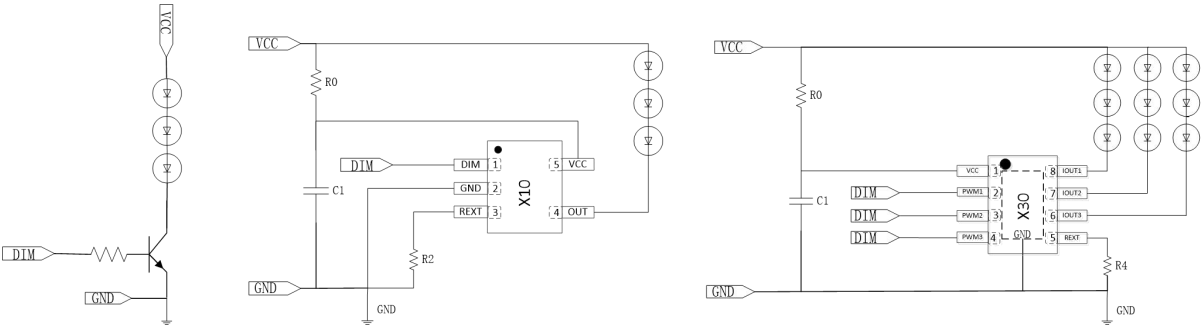 VCC
DIM
GND
VCC
R0
DIM
C1
DIM 1
GND 2
REXT 3
X10
5 VCC
4 OUT
R2
GND
GND
VCC
R0
C1
DIM
DIM
DIM
VCC 1
PWM1 2
PWM2 3
PWM3 4
X30
GND
8 IOUT1
7 IOUT2
6 IOUT3
5 REXT
R4
GND
GND